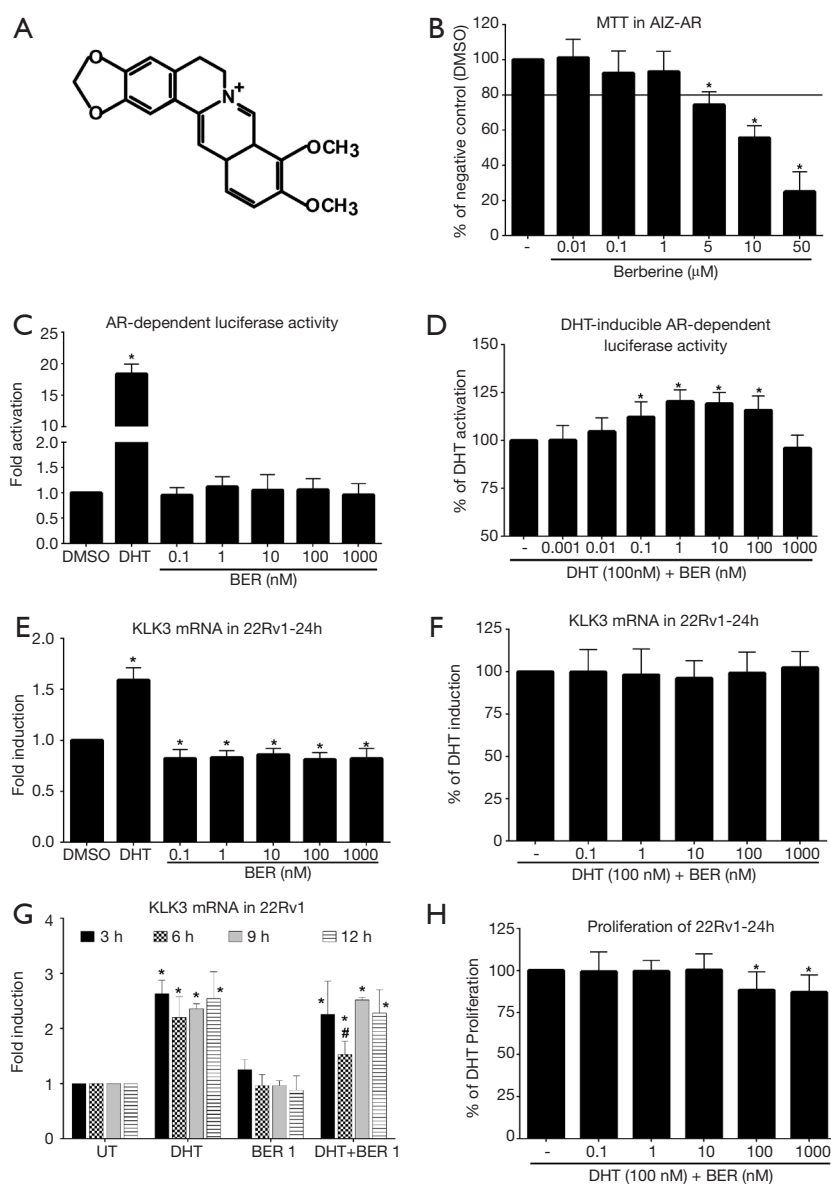 A
O
O
N
+
OCH3
OCH3
B
MTT in AIZ-AR
% of negative control (DMSO)
120
100
80
60
40
20
0
*
*
*
- 0.01 0.1 1 5 10 50
Berberine (μM)
C
AR-dependent luciferase activity
Fold activation
25
20
15
10
2.0
1.5
1.0
0.5
0.0
*
DMSO DHT 0.1 1 10 100 1000
BER (nM)
D
DHT-inducible AR-dependent
luciferase activity
% of DHT activation
150
125
100
75
50
* * * *
- 0.001 0.01 0.1 1 10 100 1000
DHT (100nM) + BER (nM)
E
KLK3 mRNA in 22Rv1-24h
Fold induction
2.0
1.5
1.0
0.5
0.0
*
* * * * *
DMSO DHT 0.1 1 10 100 1000
BER (nM)
F
KLK3 mRNA in 22Rv1-24h
% of DHT induction
125
100
75
50
25
0
- 0.1 1 10 100 1000
DHT (100 nM) + BER (nM)
G
KLK3 mRNA in 22Rv1
3 h 6 h 9 h 12 h
Fold induction
4
3
2
1
0
* * * *
* * * *
#
UT DHT BER 1 DHT+BER 1
H
Proliferation of 22Rv1-24h
% of DHT Proliferation
125
100
75
50
25
0
* *
- 0.1 1 10 100 1000
DHT (100 nM) + BER (nM)